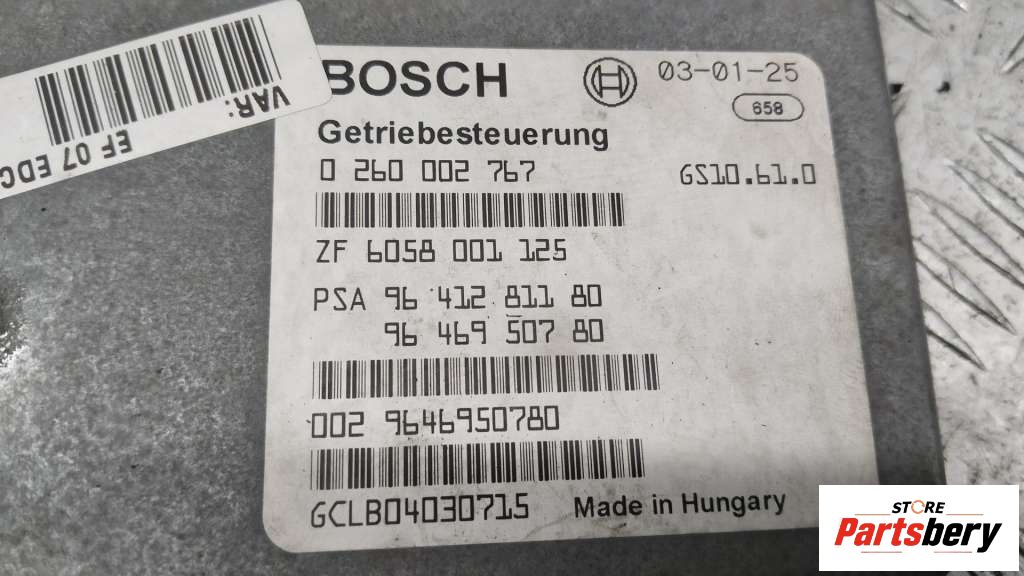 BOSCH 03-01-25
658
Getriebesteuerung
0 260 002 767 GS10.61.0
ZF 6058 001 125
PSA 96 412 811 80
96 469 507 80
002 9646950780
GCLB04030715 Made in Hungary
VAR:
EF 07 EDC
STORE
Partsbery